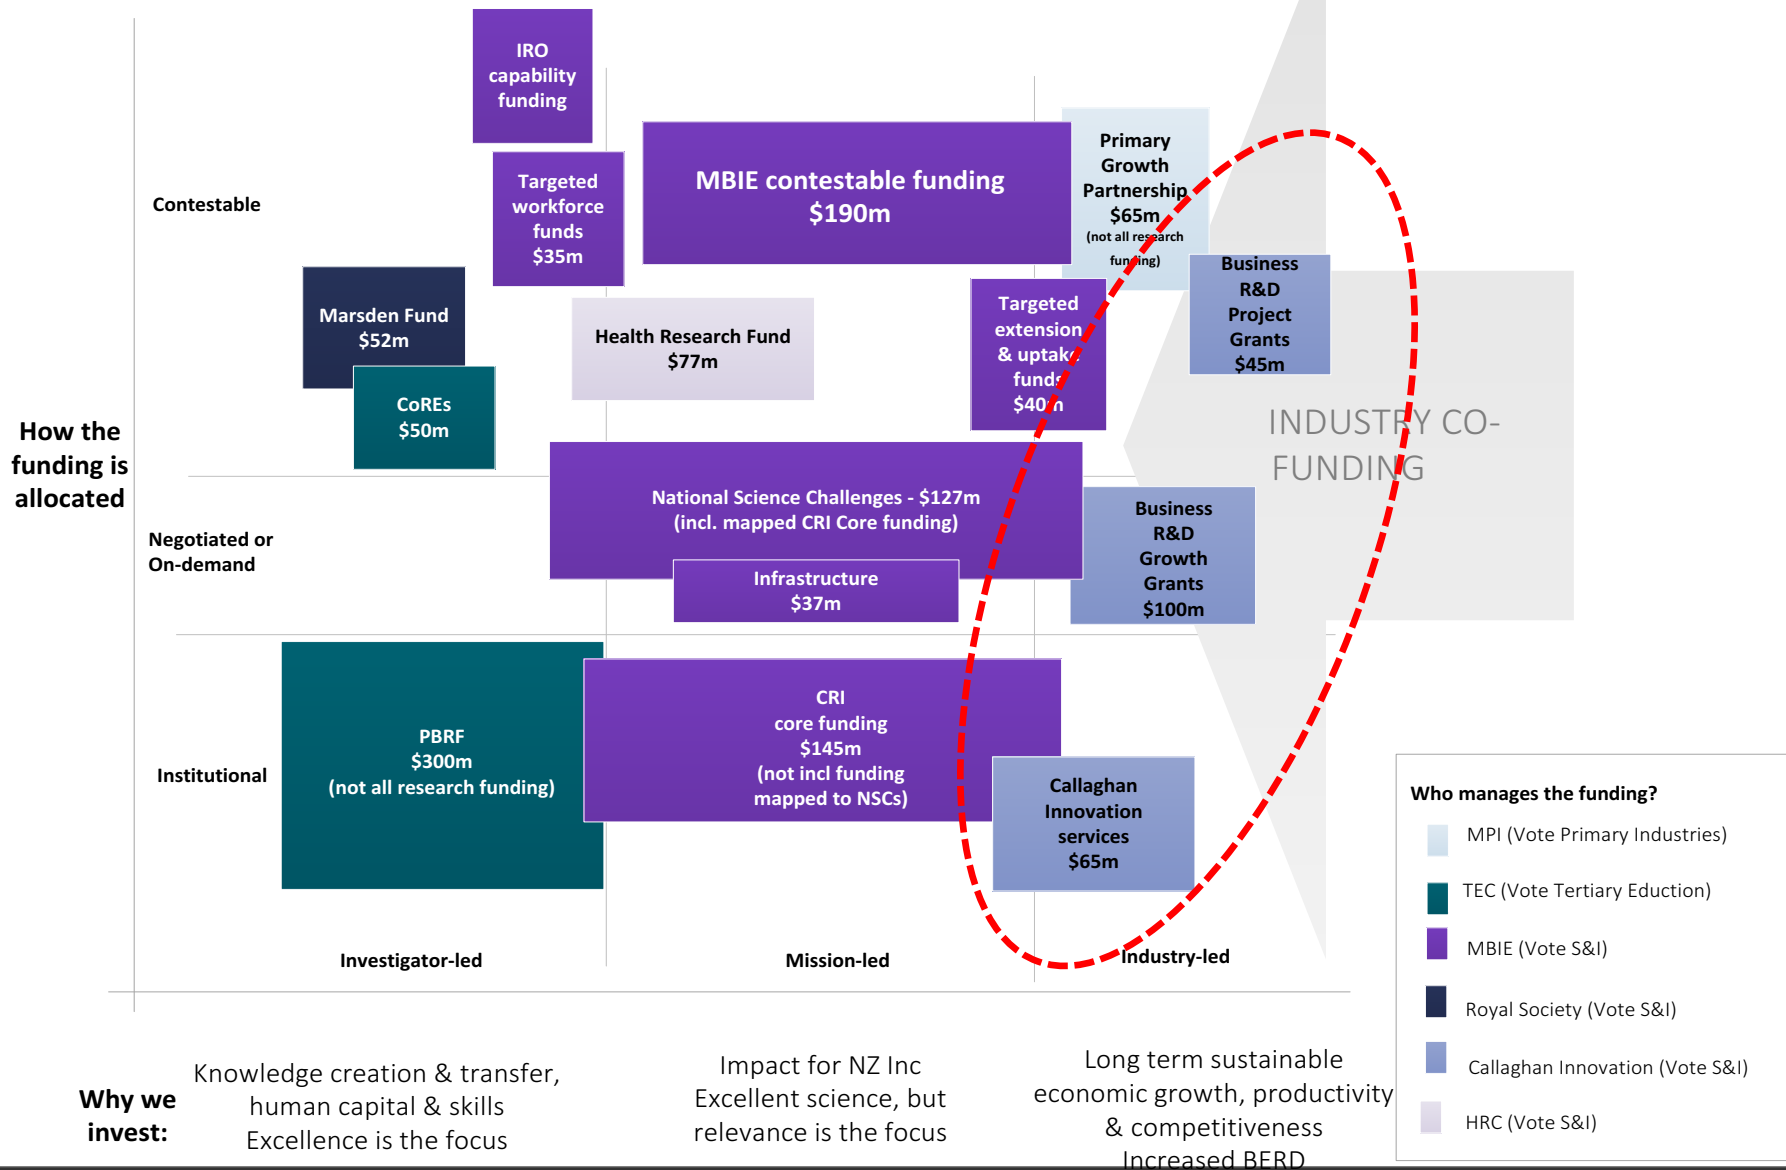 IRO
capability
funding
Targeted
workforce
funds
$35m
MBIE contestable funding
$190m
Primary
Growth
Partnership
$65m
(not all research
funding)
Contestable
Marsden Fund
$52m
Health Research Fund
$77m
Targeted
extension
& uptake
funds
$40m
Business
R&D
Project
Grants
$45m
CoREs
$50m
INDUSTRY CO-
FUNDING
How the
funding is
allocated
National Science Challenges - $127m
(incl. mapped CRI Core funding)
Business
R&D
Growth
Grants
$100m
Negotiated or
On-demand
Infrastructure
$37m
PBRF
$300m
(not all research funding)
CRI
core funding
$145m
(not incl funding
mapped to NSCs)
Institutional
Callaghan
Innovation
services
$65m
Investigator-led
Mission-led
Industry-led
Who manages the funding?
MPI (Vote Primary Industries)
TEC (Vote Tertiary Eduction)
MBIE (Vote S&I)
Royal Society (Vote S&I)
Callaghan Innovation (Vote S&I)
HRC (Vote S&I)
Why we
invest:
Knowledge creation & transfer,
human capital & skills
Excellence is the focus
Impact for NZ Inc
Excellent science, but
relevance is the focus
Long term sustainable
economic growth, productivity
& competitiveness
Increased BERD